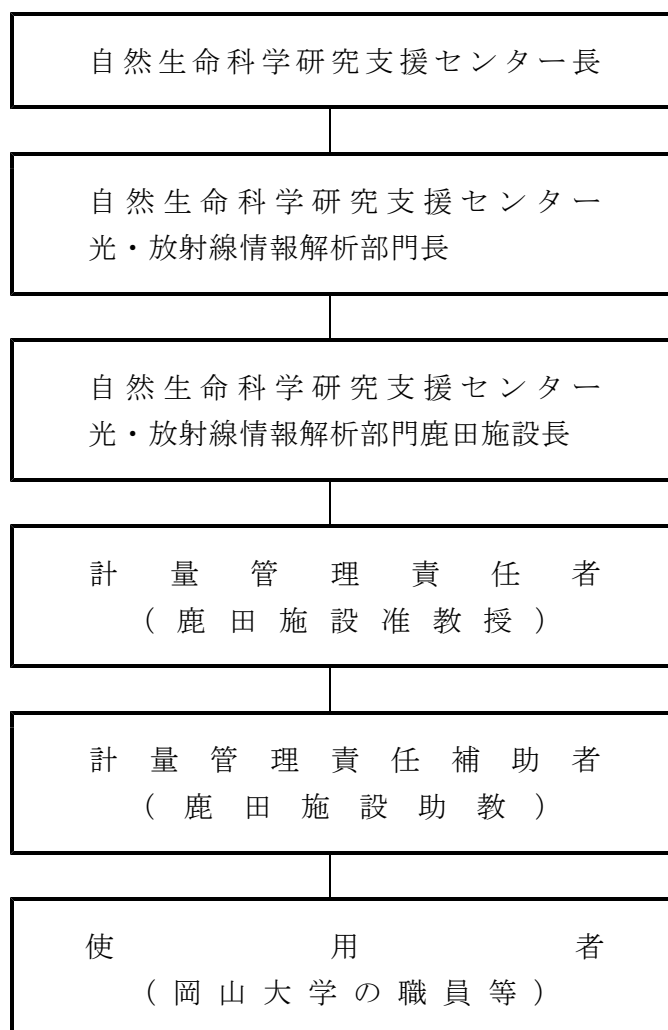 自然生命科学研究支援センター長
自然生命科学研究支援センター
光・放射線情報解析部門長
自然生命科学研究支援センター
光・放射線情報解析部門鹿田施設長
計量管理責任者
(鹿田施設准教授)
計量管理責任補助者
(鹿田施設助教)
使用者
(岡山大学の職員等)